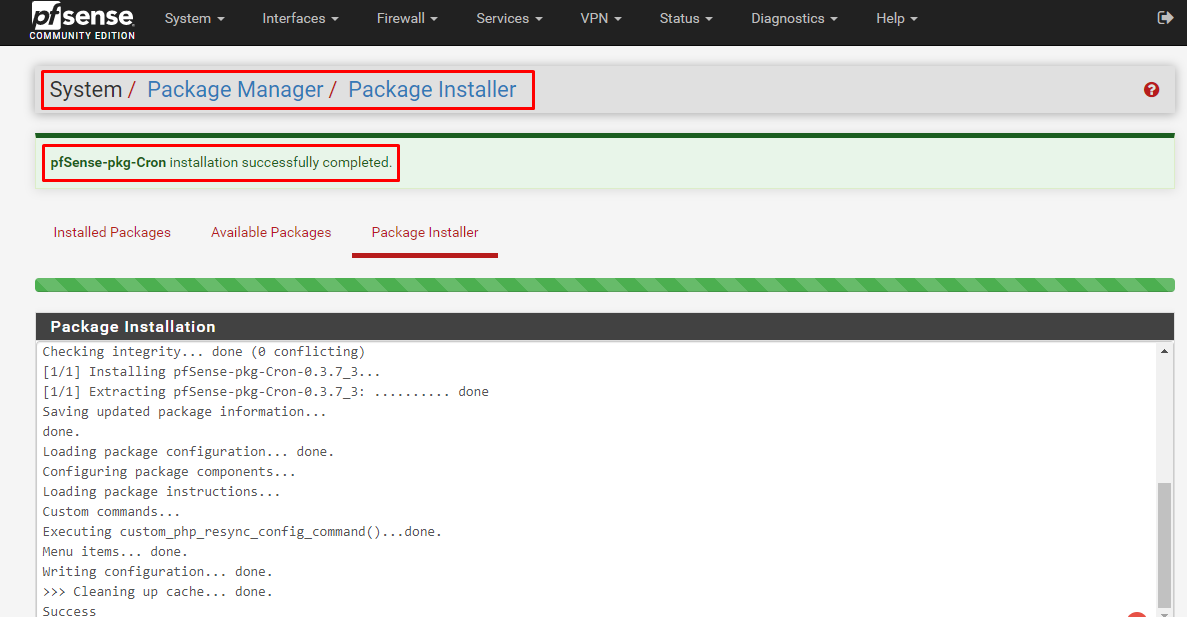 pfsense
COMMUNITY EDITION
System Interfaces Firewall Services VPN Status Diagnostics Help
System / Package Manager / Package Installer
pfSense-pkg-Cron installation successfully completed.
Installed Packages Available Packages Package Installer
Package Installation
Checking integrity... done (0 conflicting)
[1/1] Installing pfSense-pkg-Cron-0.3.7_3...
[1/1] Extracting pfSense-pkg-Cron-0.3.7_3: .......... done
Saving updated package information...
done.
Loading package configuration... done.
Configuring package components...
Loading package instructions...
Custom commands...
Executing custom_php_resync_config_command()...done.
Menu items... done.
Writing configuration... done.
>>> Cleaning up cache... done.
Success